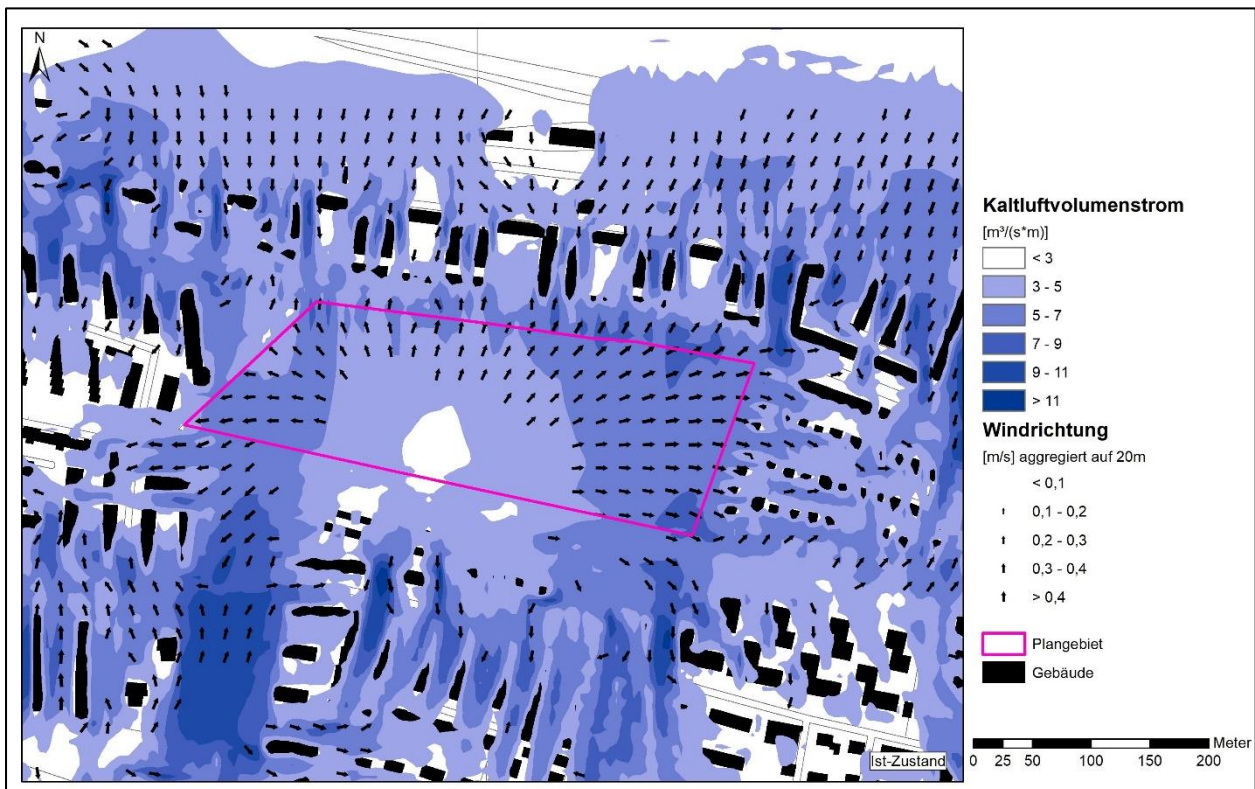 N
Kaltluftvolumenstrom
[m³/(s*m)]
< 3
3 - 5
5 - 7
7 - 9
9 - 11
> 11
Windrichtung
[m/s] aggregiert auf 20m
< 0,1
0,1 - 0,2
0,2 - 0,3
0,3 - 0,4
> 0,4
Plangebiet
Gebäude
Meter
0 25 50 100 150 200
Ist-Zustand